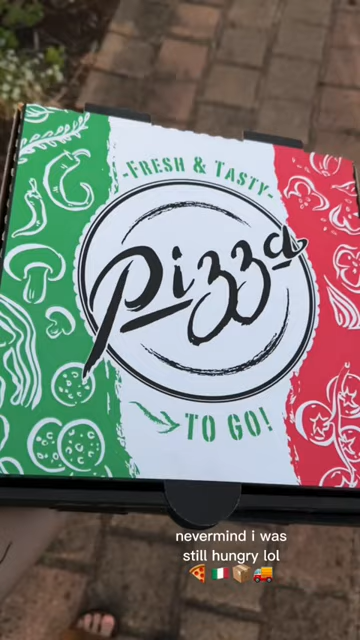 -FRESH & TASTY-
Pizza
TO GO!
nevermind i was
still hungry lol
🍕🇮🇹📦🚚